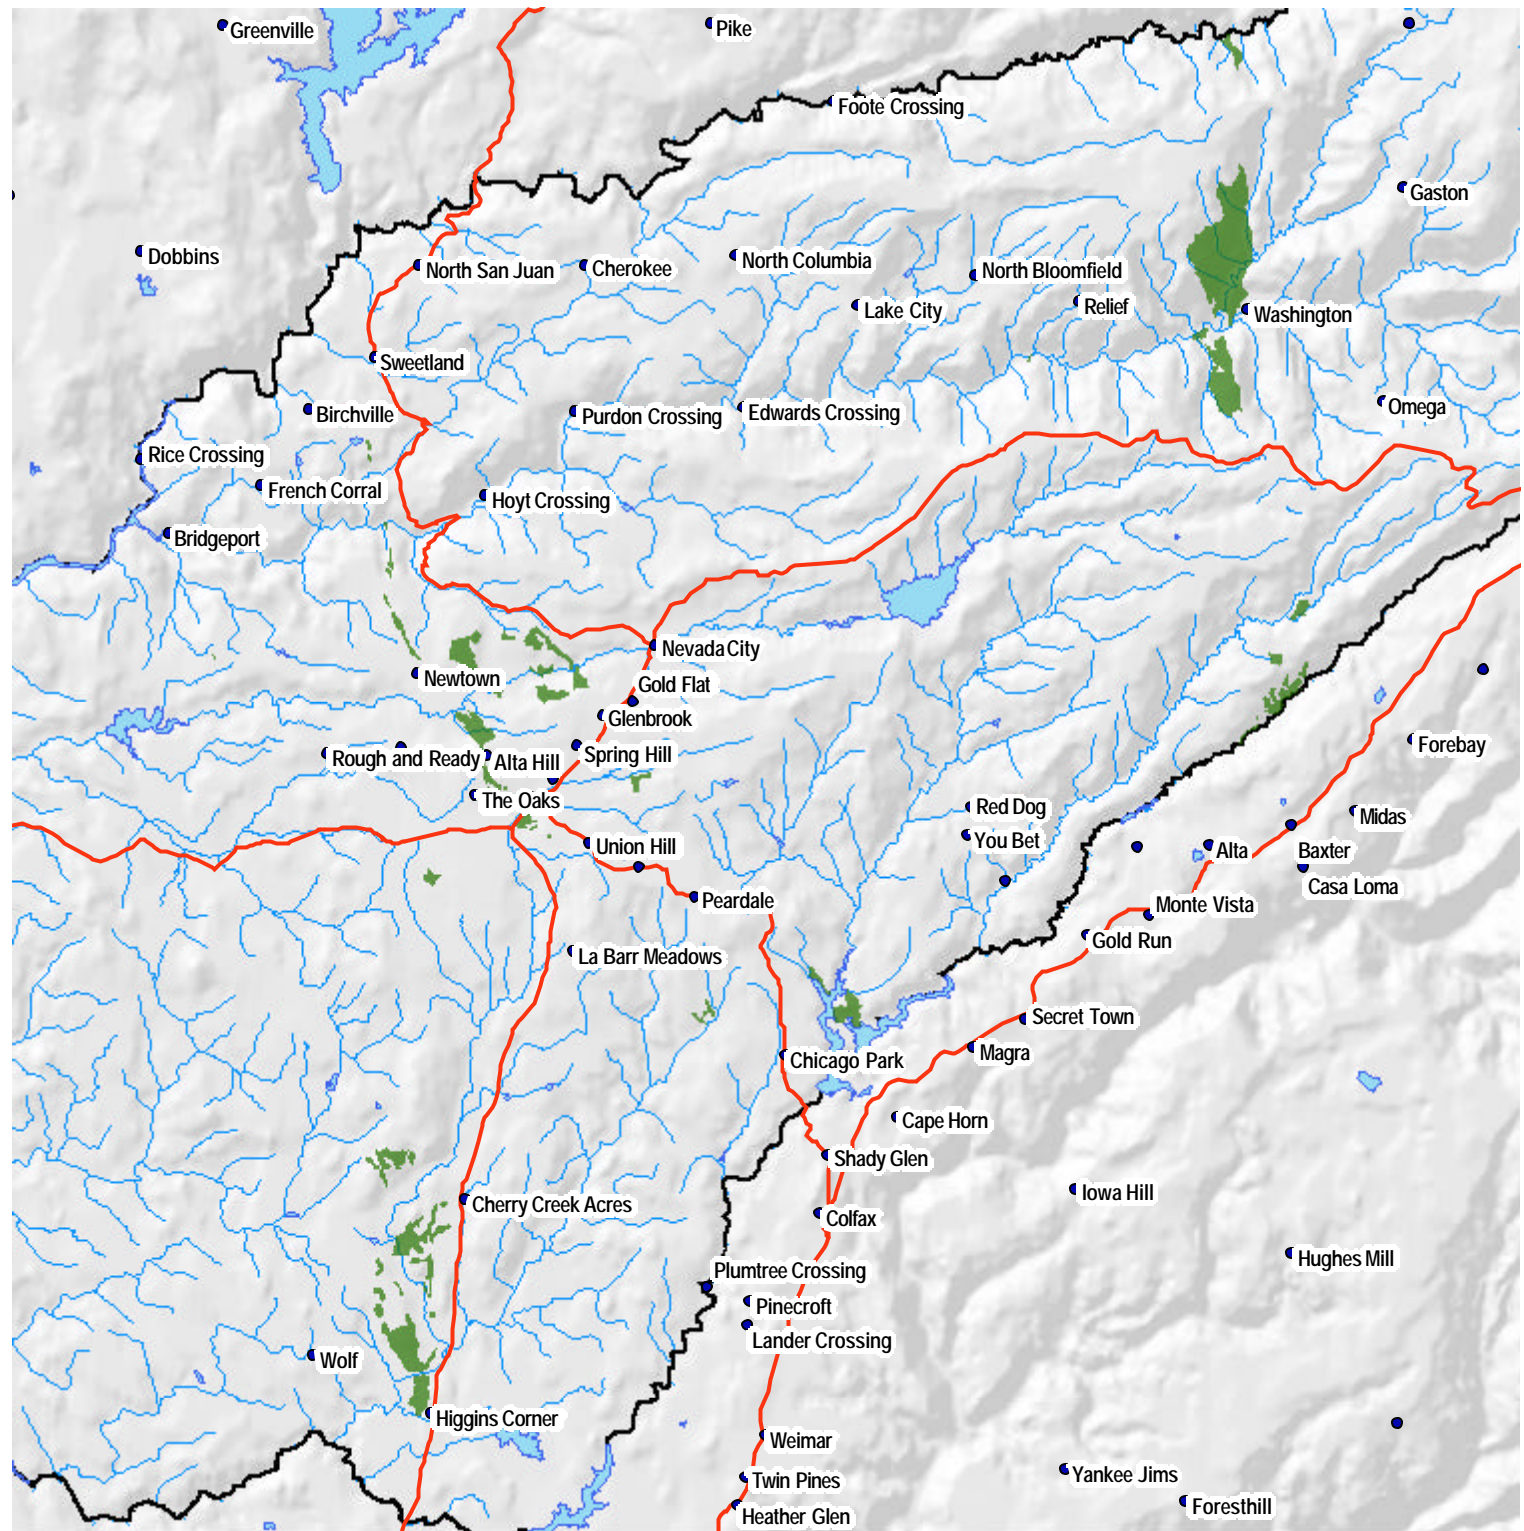 Greenville
Pike
Foote Crossing
Gaston
Dobbins
North San Juan
Cherokee
North Columbia
North Bloomfield
Lake City
Relief
Washington
Sweetland
Birchville
Purdon Crossing
Edwards Crossing
Omega
Rice Crossing
French Corral
Hoyt Crossing
Bridgeport
Nevada City
Newtown
Gold Flat
Glenbrook
Rough and Ready
Alta Hill
Spring Hill
Forebay
The Oaks
Red Dog
Midas
You Bet
Union Hill
Alta
Baxter
Casa Loma
Peardale
Monte Vista
Gold Run
La Barr Meadows
Secret Town
Magra
Chicago Park
Cape Horn
Shady Glen
Iowa Hill
Cherry Creek Acres
Colfax
Hughes Mill
Plumtree Crossing
Pinecroft
Lander Crossing
Wolf
Higgins Corner
Weimar
Twin Pines
Yankee Jims
Heather Glen
Foresthill